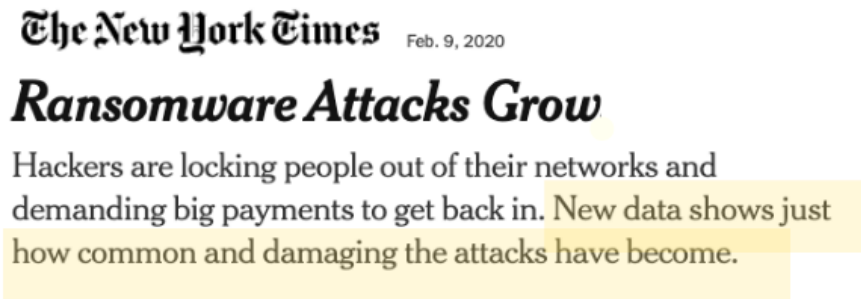 The New York Times Feb. 9, 2020
Ransomware Attacks Grow
Hackers are locking people out of their networks and
demanding big payments to get back in. New data shows just
how common and damaging the attacks have become.